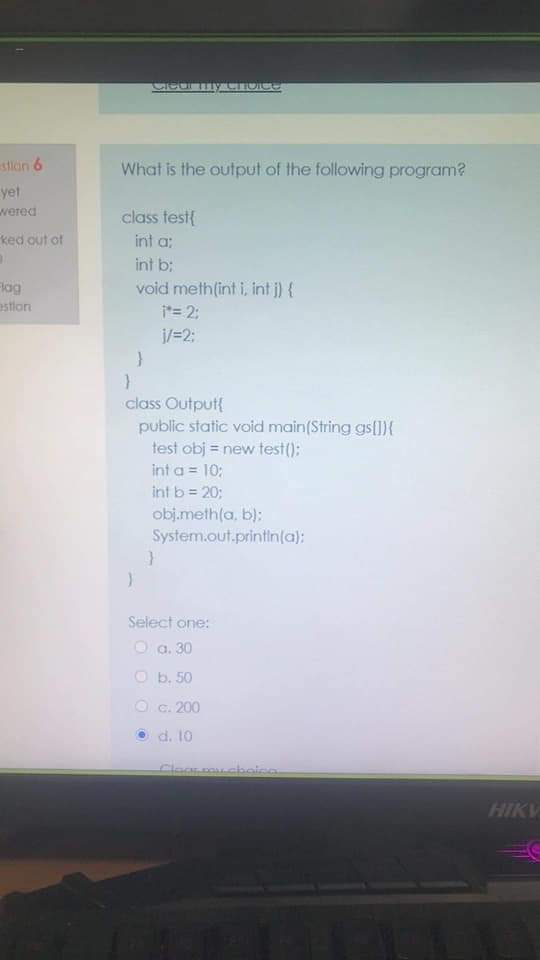 Clear my choice
estion 6
yet
wered
ked out of
Flag
estion
What is the output of the following program?
class test{
int a;
int b;
void meth(int i, int j) {
i*= 2;
j/=2;
}
}
class Output{
public static void main(String gs[]){
test obj = new test();
int a = 10;
int b = 20;
obj.meth(a, b);
System.out.println(a);
}
}
Select one:
a. 30
b. 50
c. 200
d. 10
Clear my choice
HIKV